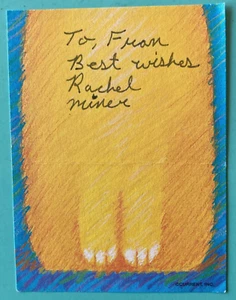 To, Fran
Best wishes
Rachel
Miner